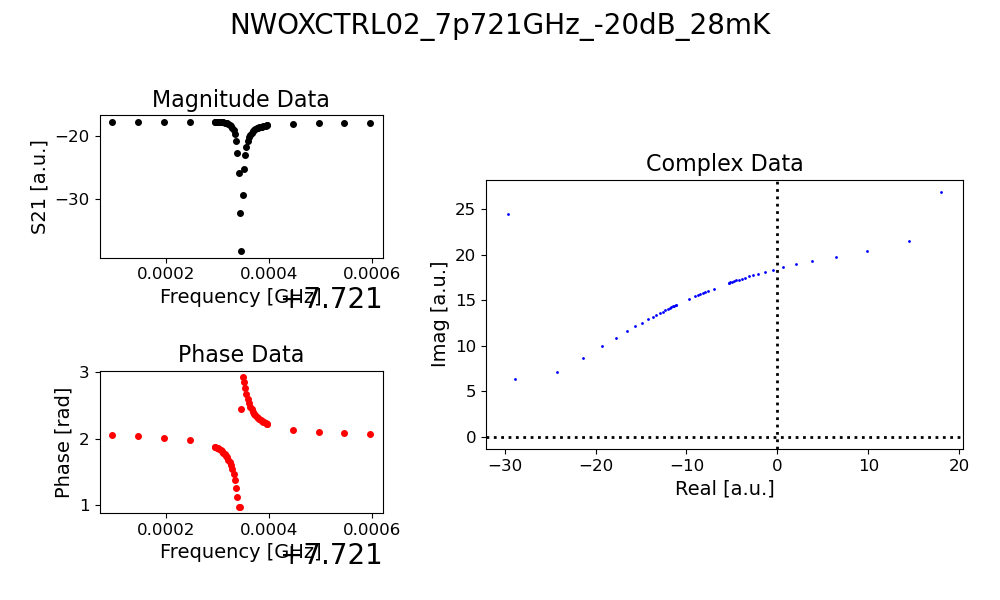 NWOXCTRL02_7p721GHz_-20dB_28mK
Magnitude Data
S21 [a.u.]
−20
−30
0.0002 0.0004 0.0006
Frequency [GHz]
+7.721
Phase Data
Phase [rad]
3
2
1
0.0002 0.0004 0.0006
Frequency [GHz]
+7.721
Complex Data
Imag [a.u.]
25
20
15
10
5
0
−30 −20 −10 0 10 20
Real [a.u.]